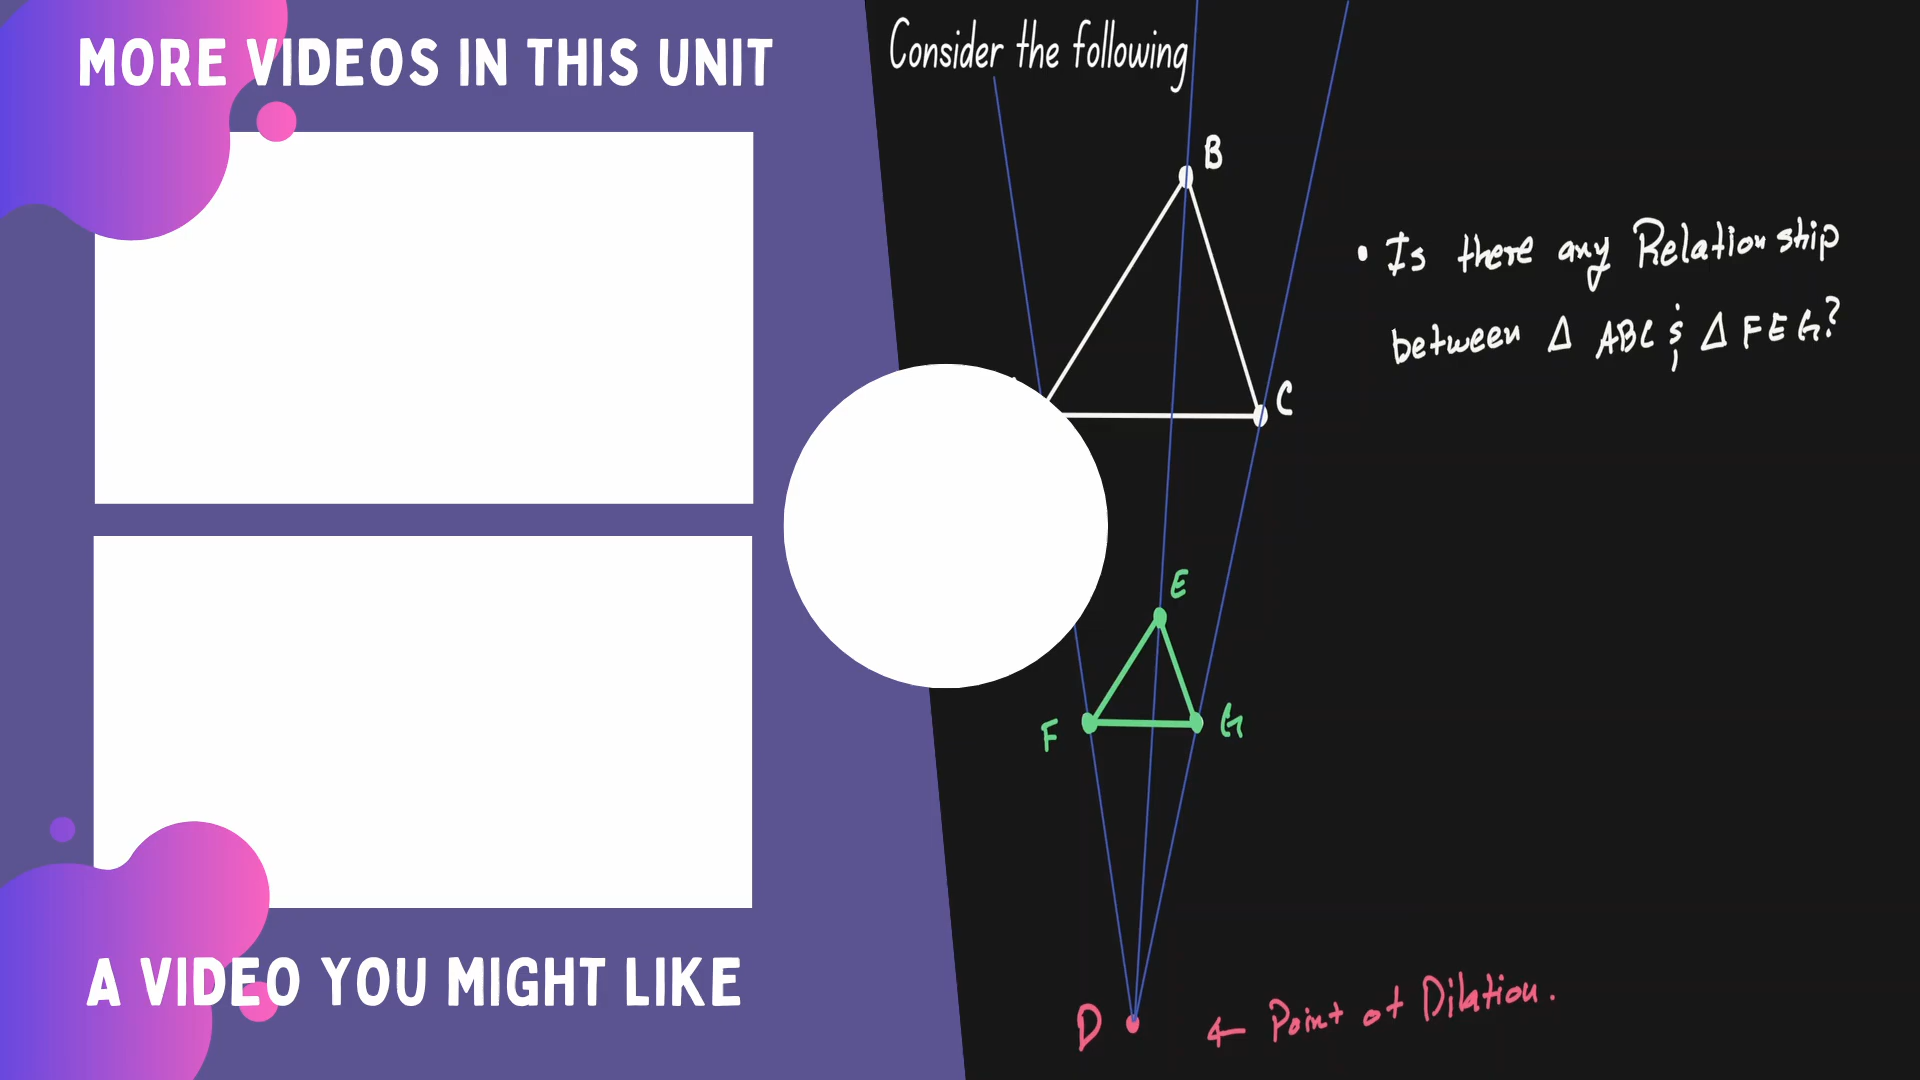 MORE VIDEOS IN THIS UNIT
A VIDEO YOU MIGHT LIKE
Consider the following
B
C
• Is there any Relationship
between Δ ABC & Δ FEG?
E
F
G
D ← Point of Dilation.